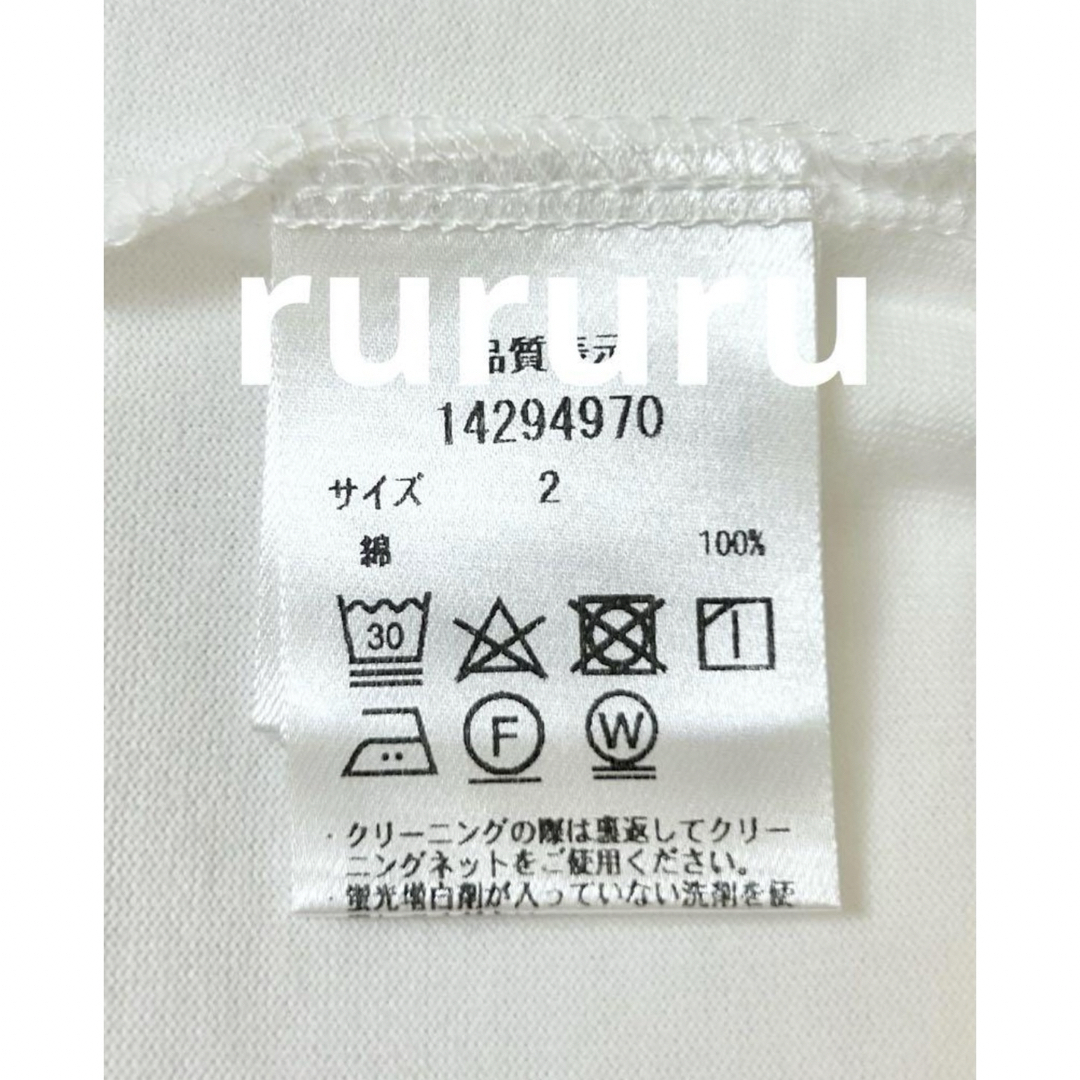 rururu
品質表示
14294970
サイズ 2
綿 100%
30
F W
・クリーニングの際は裏返してクリー
ニングネットをご使用ください。
・蛍光増白剤が入っていない洗剤を使